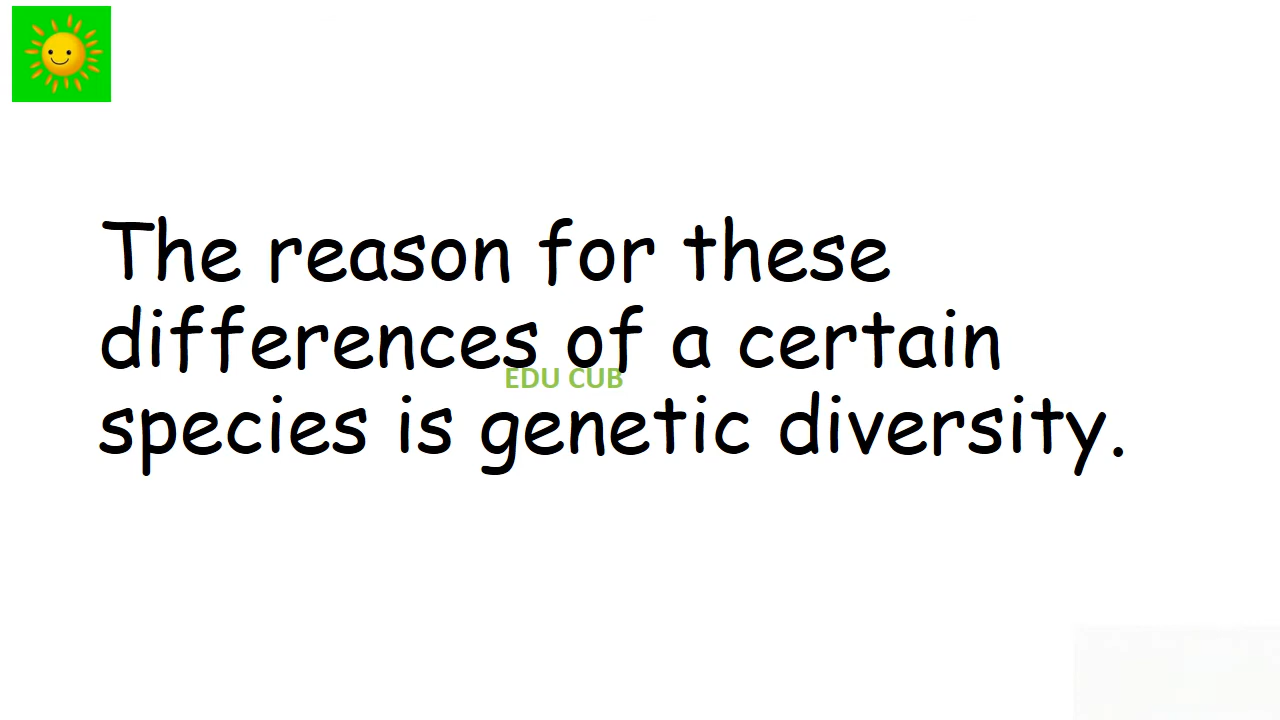 The reason for these
differences of a certain
EDU CUB
species is genetic diversity.